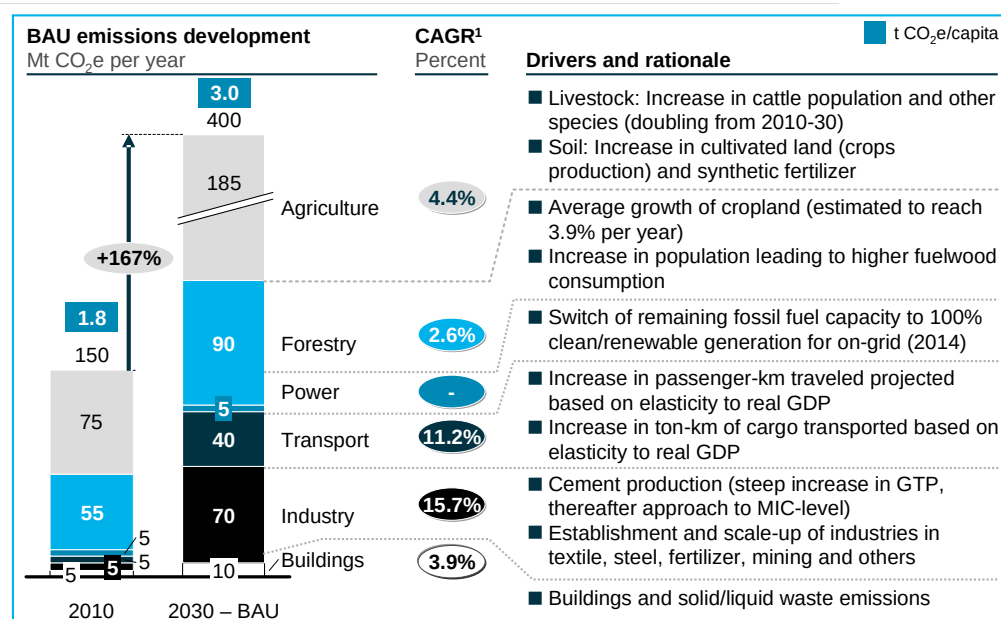 BAU emissions development
Mt CO₂e per year
CAGR¹
Percent
t CO₂e/capita
Drivers and rationale
3.0
400
185
Agriculture
4.4%
+167%
1.8
150
75
55
5
5
5
5
2010
90
Forestry
2.6%
5
Power
-
40
Transport
11.2%
70
Industry
15.7%
10
Buildings
3.9%
2030 – BAU
■ Livestock: Increase in cattle population and other
species (doubling from 2010-30)
■ Soil: Increase in cultivated land (crops
production) and synthetic fertilizer
■ Average growth of cropland (estimated to reach
3.9% per year)
■ Increase in population leading to higher fuelwood
consumption
■ Switch of remaining fossil fuel capacity to 100%
clean/renewable generation for on-grid (2014)
■ Increase in passenger-km traveled projected
based on elasticity to real GDP
■ Increase in ton-km of cargo transported based on
elasticity to real GDP
■ Cement production (steep increase in GTP,
thereafter approach to MIC-level)
■ Establishment and scale-up of industries in
textile, steel, fertilizer, mining and others
■ Buildings and solid/liquid waste emissions